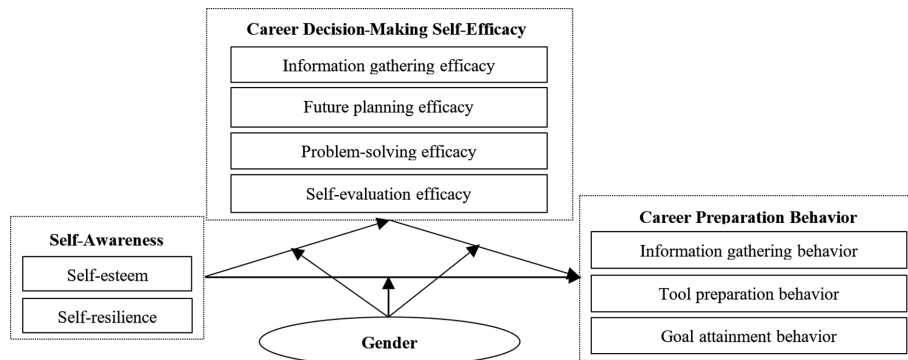 Career Decision-Making Self-Efficacy
Information gathering efficacy
Future planning efficacy
Problem-solving efficacy
Self-evaluation efficacy
Self-Awareness
Self-esteem
Self-resilience
Career Preparation Behavior
Information gathering behavior
Tool preparation behavior
Goal attainment behavior
Gender